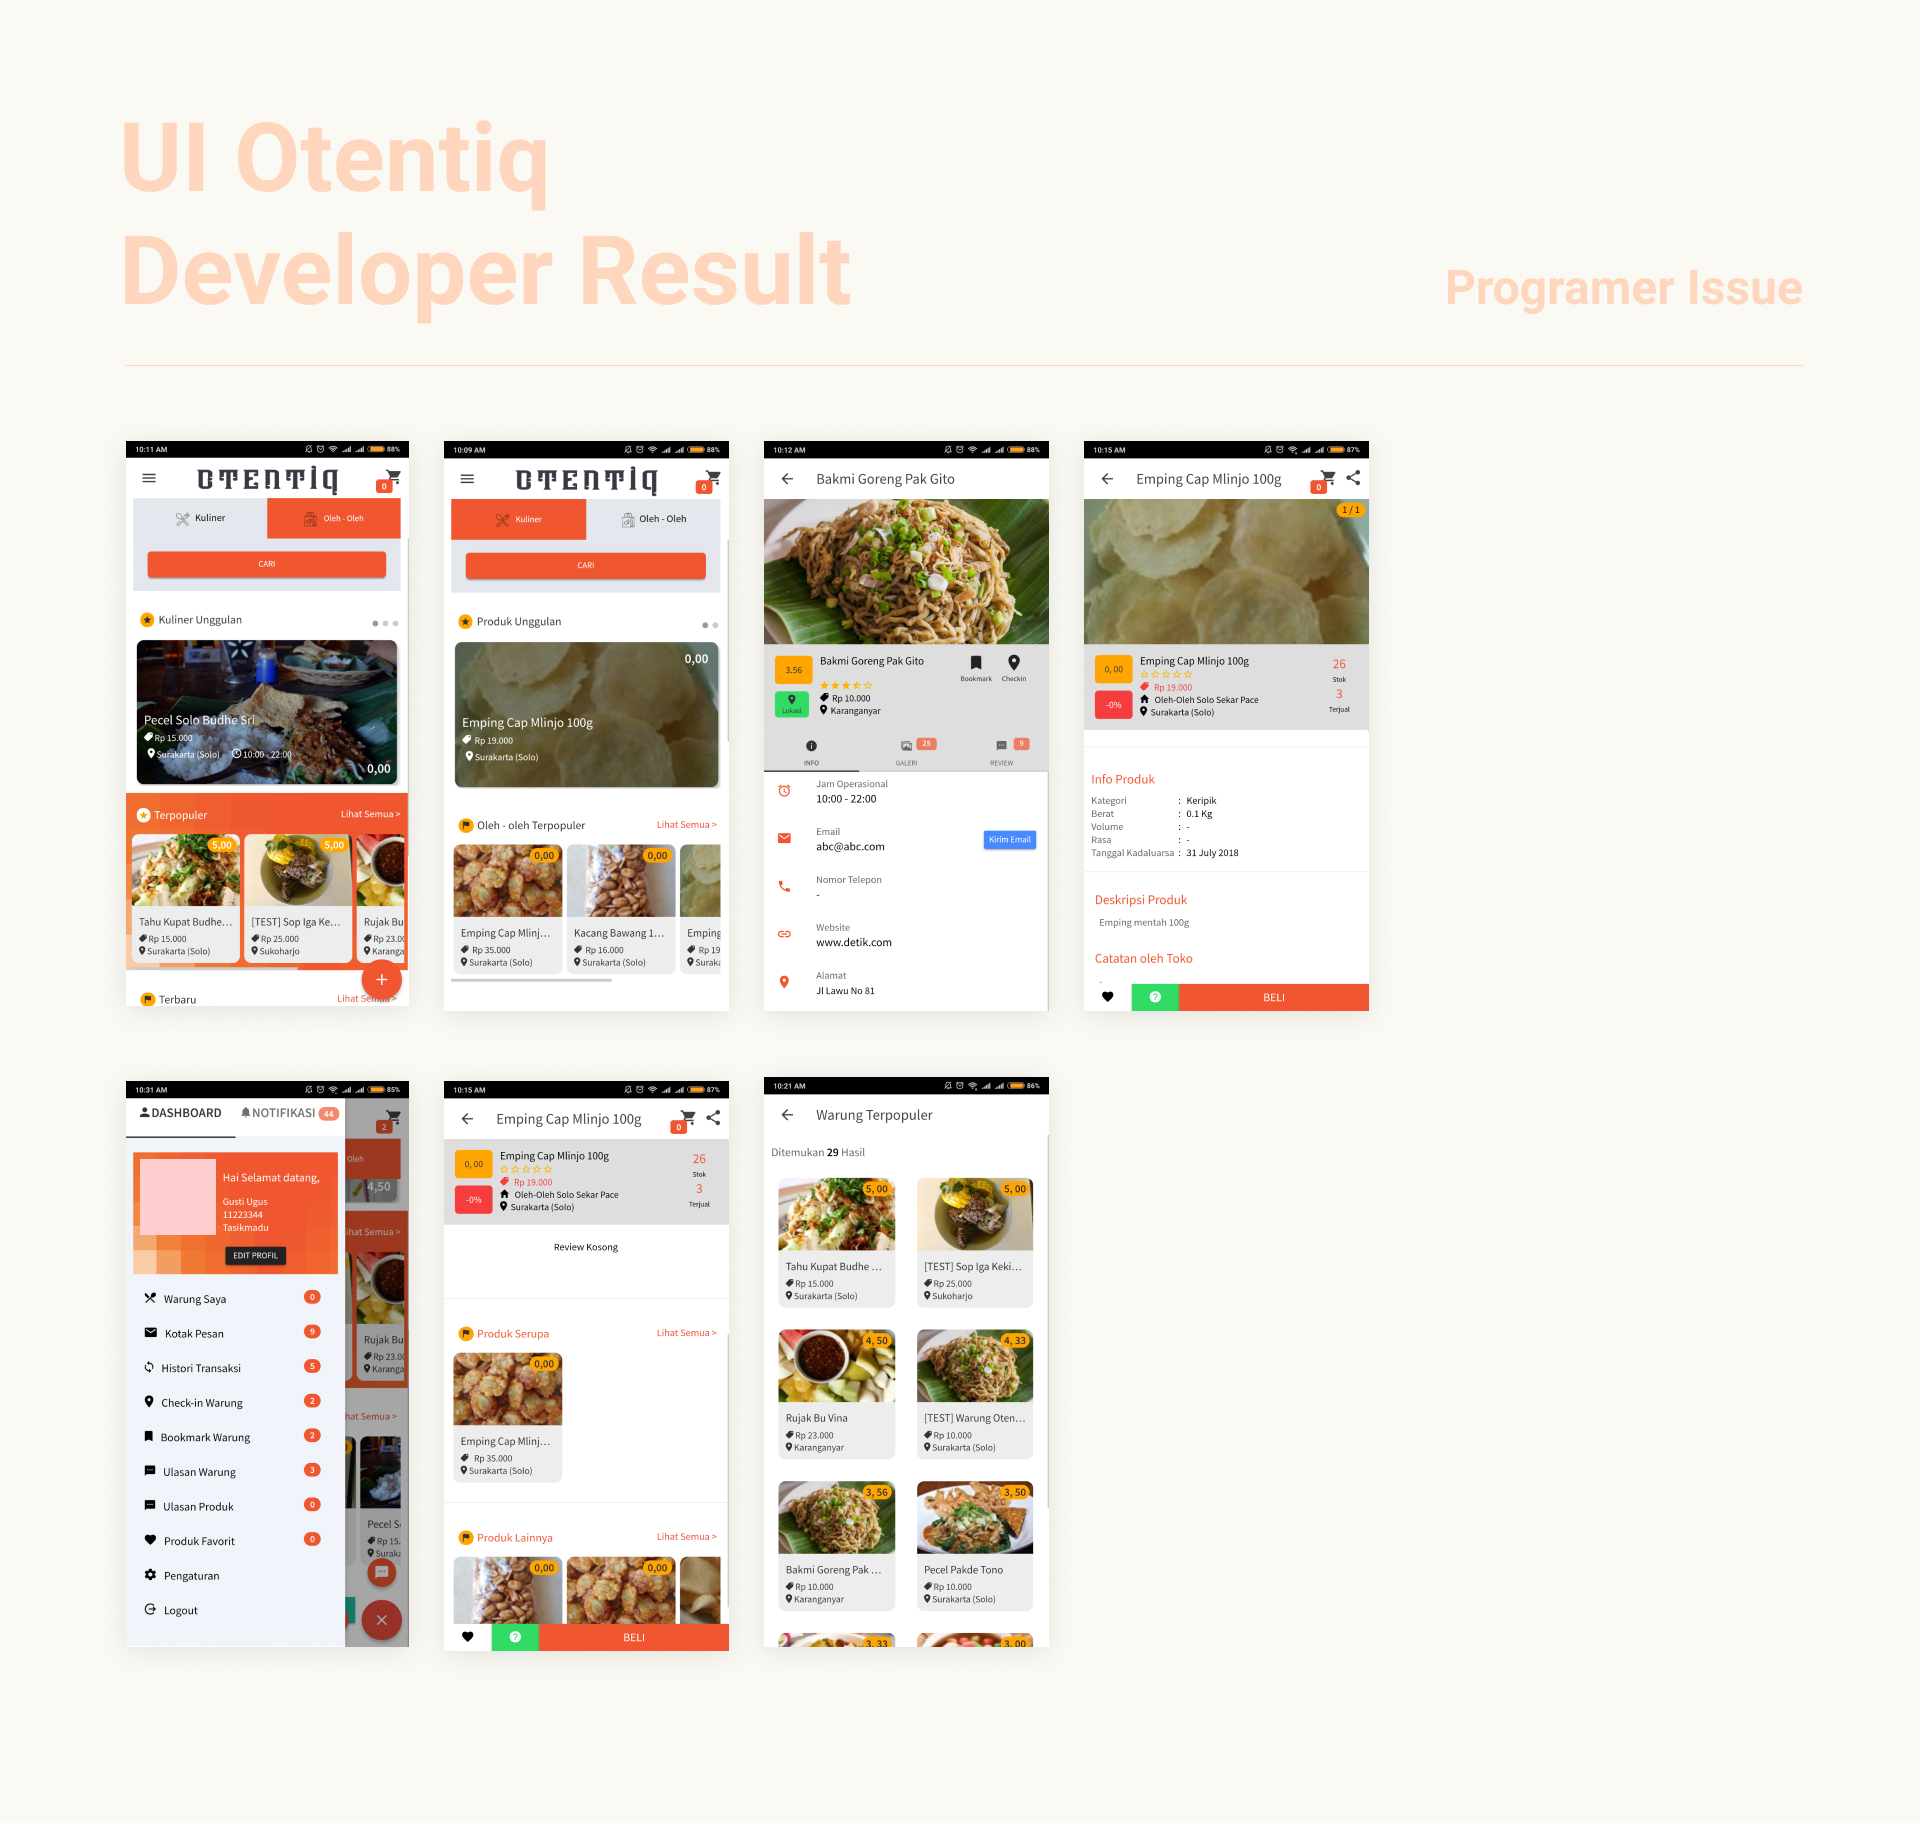 UI Otentiq
Developer Result
Programer Issue
10:11 AM
88%
OTENTIQ
0
Kuliner
Oleh - Oleh
CARI
Kuliner Unggulan
Pecel Solo Budhe Sri
Rp 15.000
Surakarta (Solo)
10:00 - 22:00
0,00
Terpopuler
Lihat Semua >
5,00
5,00
Tahu Kupat Budhe...
Rp 15.000
Surakarta (Solo)
[TEST] Sop Iga Ke...
Rp 25.000
Sukoharjo
Rujak Bu
Rp 23.00
Karanga
+
Terbaru
Lihat Semua >
10:09 AM
88%
OTENTIQ
0
Kuliner
Oleh - Oleh
CARI
Produk Unggulan
0,00
Emping Cap Mlinjo 100g
Rp 19.000
Surakarta (Solo)
Oleh - oleh Terpopuler
Lihat Semua >
0,00
0,00
Emping Cap Mlinj...
Rp 35.000
Surakarta (Solo)
Kacang Bawang 1...
Rp 16.000
Surakarta (Solo)
Emping
Rp 19
Suraka
10:12 AM
88%
Bakmi Goreng Pak Gito
3.56
Bakmi Goreng Pak Gito
Rp 10.000
Karanganyar
Lokasi
Bookmark
Checkin
INFO
25
GALERI
9
REVIEW
Jam Operasional
10:00 - 22:00
Email
abc@abc.com
Kirim Email
Nomor Telepon
-
Website
www.detik.com
Alamat
Jl Lawu No 81
10:15 AM
87%
Emping Cap Mlinjo 100g
0
1 / 1
0, 00
-0%
Emping Cap Mlinjo 100g
Rp 19.000
Oleh-Oleh Solo Sekar Pace
Surakarta (Solo)
26
Stok
3
Terjual
Info Produk
Kategori : Keripik
Berat : 0.1 Kg
Volume : -
Rasa : -
Tanggal Kadaluarsa : 31 July 2018
Deskripsi Produk
Emping mentah 100g
Catatan oleh Toko
-
BELI
10:31 AM
85%
DASHBOARD
NOTIFIKASI 44
2
Oleh
4,50
Hai Selamat datang,
Gusti Ugus
11223344
Tasikmadu
EDIT PROFIL
ihat Semua >
Warung Saya 0
Kotak Pesan 9
Histori Transaksi 5
Check-in Warung 2
Bookmark Warung 2
Ulasan Warung 3
Ulasan Produk 0
Produk Favorit 0
Pengaturan
Logout
Rujak Bu
Rp 23.00
Karanga
hat Semua >
Pecel S
Rp 15.
Suraka
10:15 AM
87%
Emping Cap Mlinjo 100g
0
0, 00
-0%
Emping Cap Mlinjo 100g
Rp 19.000
Oleh-Oleh Solo Sekar Pace
Surakarta (Solo)
26
Stok
3
Terjual
Review Kosong
Produk Serupa
Lihat Semua >
0,00
Emping Cap Mlinj...
Rp 35.000
Surakarta (Solo)
Produk Lainnya
Lihat Semua >
0,00
0,00
BELI
10:21 AM
86%
Warung Terpopuler
Ditemukan 29 Hasil
5, 00
Tahu Kupat Budhe ...
Rp 15.000
Surakarta (Solo)
5, 00
[TEST] Sop Iga Keki...
Rp 25.000
Sukoharjo
4, 50
Rujak Bu Vina
Rp 23.000
Karanganyar
4, 33
[TEST] Warung Oten...
Rp 10.000
Surakarta (Solo)
3, 56
Bakmi Goreng Pak ...
Rp 10.000
Karanganyar
3, 50
Pecel Pakde Tono
Rp 10.000
Surakarta (Solo)
3, 33
3, 00